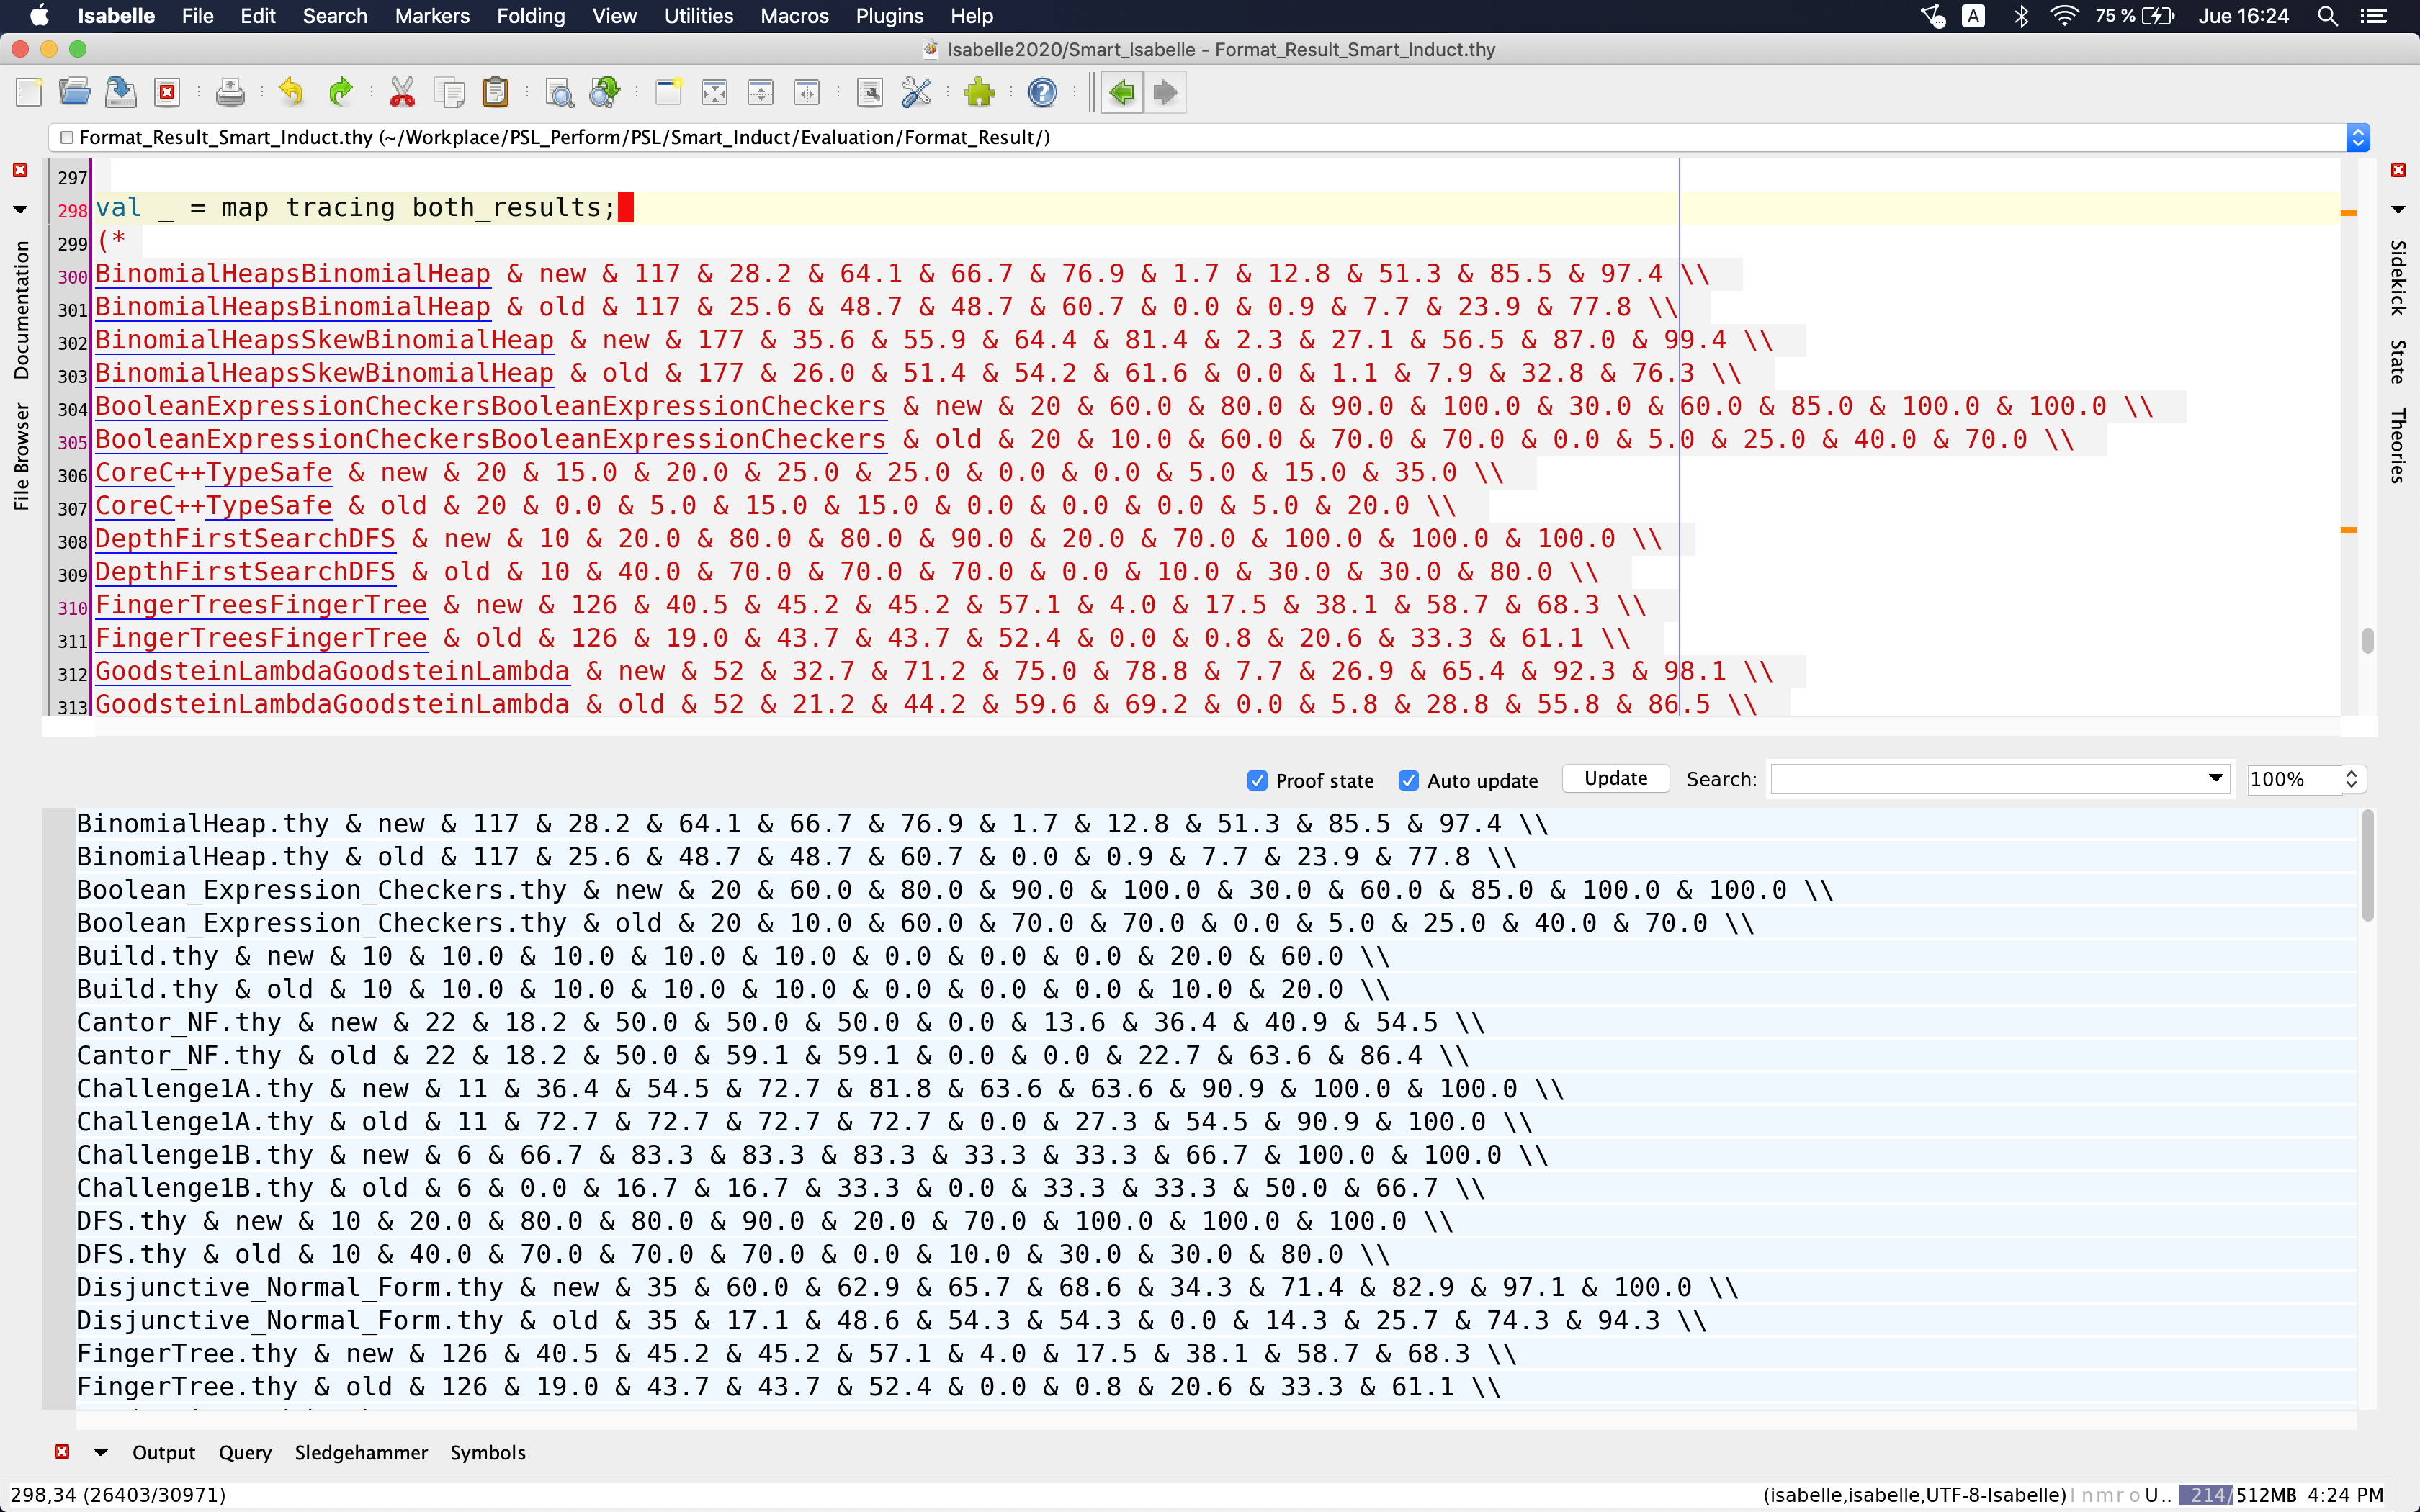 Isabelle File Edit Search Markers Folding View Utilities Macros Plugins Help A 75 % Jue 16:24
Isabelle2020/Smart_Isabelle - Format_Result_Smart_Induct.thy
Format_Result_Smart_Induct.thy (~/Workplace/PSL_Perform/PSL/Smart_Induct/Evaluation/Format_Result/)
Documentation
File Browser
Sidekick
State
Theories
297
298 val _ = map tracing both_results;
299 (*
300 BinomialHeapsBinomialHeap & new & 117 & 28.2 & 64.1 & 66.7 & 76.9 & 1.7 & 12.8 & 51.3 & 85.5 & 97.4 \\
301 BinomialHeapsBinomialHeap & old & 117 & 25.6 & 48.7 & 48.7 & 60.7 & 0.0 & 0.9 & 7.7 & 23.9 & 77.8 \\
302 BinomialHeapsSkewBinomialHeap & new & 177 & 35.6 & 55.9 & 64.4 & 81.4 & 2.3 & 27.1 & 56.5 & 87.0 & 99.4 \\
303 BinomialHeapsSkewBinomialHeap & old & 177 & 26.0 & 51.4 & 54.2 & 61.6 & 0.0 & 1.1 & 7.9 & 32.8 & 76.3 \\
304 BooleanExpressionCheckersBooleanExpressionCheckers & new & 20 & 60.0 & 80.0 & 90.0 & 100.0 & 30.0 & 60.0 & 85.0 & 100.0 & 100.0 \\
305 BooleanExpressionCheckersBooleanExpressionCheckers & old & 20 & 10.0 & 60.0 & 70.0 & 70.0 & 0.0 & 5.0 & 25.0 & 40.0 & 70.0 \\
306 CoreC++TypeSafe & new & 20 & 15.0 & 20.0 & 25.0 & 25.0 & 0.0 & 0.0 & 5.0 & 15.0 & 35.0 \\
307 CoreC++TypeSafe & old & 20 & 0.0 & 5.0 & 15.0 & 15.0 & 0.0 & 0.0 & 0.0 & 5.0 & 20.0 \\
308 DepthFirstSearchDFS & new & 10 & 20.0 & 80.0 & 80.0 & 90.0 & 20.0 & 70.0 & 100.0 & 100.0 & 100.0 \\
309 DepthFirstSearchDFS & old & 10 & 40.0 & 70.0 & 70.0 & 70.0 & 0.0 & 10.0 & 30.0 & 30.0 & 80.0 \\
310 FingerTreesFingerTree & new & 126 & 40.5 & 45.2 & 45.2 & 57.1 & 4.0 & 17.5 & 38.1 & 58.7 & 68.3 \\
311 FingerTreesFingerTree & old & 126 & 19.0 & 43.7 & 43.7 & 52.4 & 0.0 & 0.8 & 20.6 & 33.3 & 61.1 \\
312 GoodsteinLambdaGoodsteinLambda & new & 52 & 32.7 & 71.2 & 75.0 & 78.8 & 7.7 & 26.9 & 65.4 & 92.3 & 98.1 \\
313 GoodsteinLambdaGoodsteinLambda & old & 52 & 21.2 & 44.2 & 59.6 & 69.2 & 0.0 & 5.8 & 28.8 & 55.8 & 86.5 \\
Proof state Auto update Update Search: 100%
BinomialHeap.thy & new & 117 & 28.2 & 64.1 & 66.7 & 76.9 & 1.7 & 12.8 & 51.3 & 85.5 & 97.4 \\
BinomialHeap.thy & old & 117 & 25.6 & 48.7 & 48.7 & 60.7 & 0.0 & 0.9 & 7.7 & 23.9 & 77.8 \\
Boolean_Expression_Checkers.thy & new & 20 & 60.0 & 80.0 & 90.0 & 100.0 & 30.0 & 60.0 & 85.0 & 100.0 & 100.0 \\
Boolean_Expression_Checkers.thy & old & 20 & 10.0 & 60.0 & 70.0 & 70.0 & 0.0 & 5.0 & 25.0 & 40.0 & 70.0 \\
Build.thy & new & 10 & 10.0 & 10.0 & 10.0 & 10.0 & 0.0 & 0.0 & 0.0 & 20.0 & 60.0 \\
Build.thy & old & 10 & 10.0 & 10.0 & 10.0 & 10.0 & 0.0 & 0.0 & 0.0 & 10.0 & 20.0 \\
Cantor_NF.thy & new & 22 & 18.2 & 50.0 & 50.0 & 50.0 & 0.0 & 13.6 & 36.4 & 40.9 & 54.5 \\
Cantor_NF.thy & old & 22 & 18.2 & 50.0 & 59.1 & 59.1 & 0.0 & 0.0 & 22.7 & 63.6 & 86.4 \\
Challenge1A.thy & new & 11 & 36.4 & 54.5 & 72.7 & 81.8 & 63.6 & 63.6 & 90.9 & 100.0 & 100.0 \\
Challenge1A.thy & old & 11 & 72.7 & 72.7 & 72.7 & 72.7 & 0.0 & 27.3 & 54.5 & 90.9 & 100.0 \\
Challenge1B.thy & new & 6 & 66.7 & 83.3 & 83.3 & 83.3 & 33.3 & 33.3 & 66.7 & 100.0 & 100.0 \\
Challenge1B.thy & old & 6 & 0.0 & 16.7 & 16.7 & 33.3 & 0.0 & 33.3 & 33.3 & 50.0 & 66.7 \\
DFS.thy & new & 10 & 20.0 & 80.0 & 80.0 & 90.0 & 20.0 & 70.0 & 100.0 & 100.0 & 100.0 \\
DFS.thy & old & 10 & 40.0 & 70.0 & 70.0 & 70.0 & 0.0 & 10.0 & 30.0 & 30.0 & 80.0 \\
Disjunctive_Normal_Form.thy & new & 35 & 60.0 & 62.9 & 65.7 & 68.6 & 34.3 & 71.4 & 82.9 & 97.1 & 100.0 \\
Disjunctive_Normal_Form.thy & old & 35 & 17.1 & 48.6 & 54.3 & 54.3 & 0.0 & 14.3 & 25.7 & 74.3 & 94.3 \\
FingerTree.thy & new & 126 & 40.5 & 45.2 & 45.2 & 57.1 & 4.0 & 17.5 & 38.1 & 58.7 & 68.3 \\
FingerTree.thy & old & 126 & 19.0 & 43.7 & 43.7 & 52.4 & 0.0 & 0.8 & 20.6 & 33.3 & 61.1 \\
Output Query Sledgehammer Symbols
298,34 (26403/30971) (isabelle,isabelle,UTF-8-Isabelle) n m r o U.. 214/512MB 4:24 PM